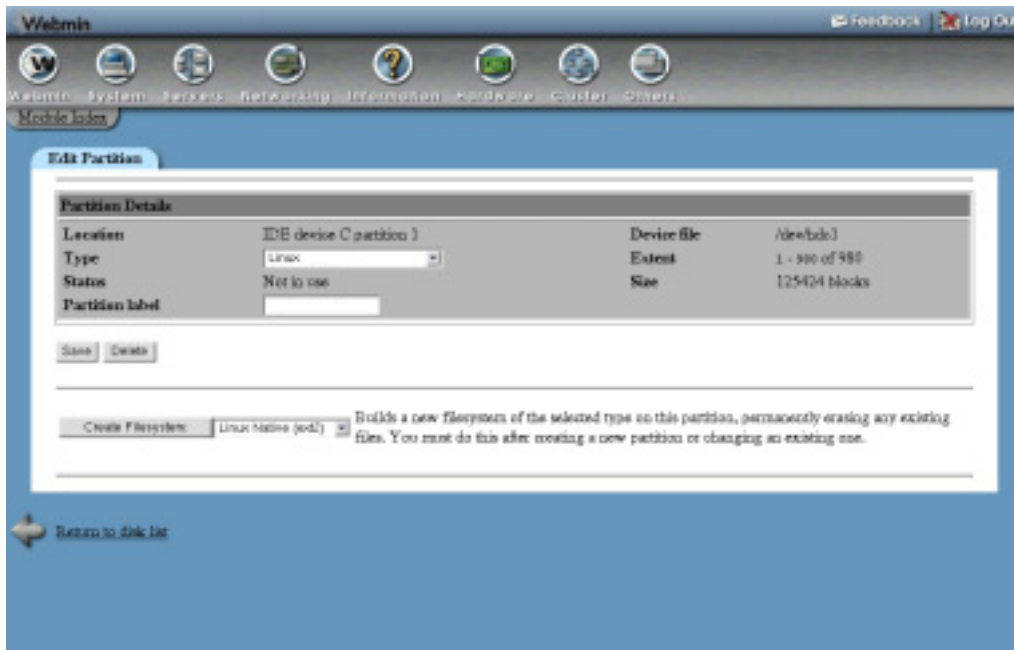 Webmin
Feedback
Log Ou
Webmin System Servers Networking Information Hardware Cluster Others
Module Index
Edit Partition
Partition Details
Location IDE device C partition 1 Device file
Type Linux Extent 1 - 980 of 980
Status Not in use Size 125424 blocks
Partition label
Save Delete
Create Filesystem: Linux Native (ext2) Builds a new filesystem of the selected type on this partition, permanently erasing any existing
files. You must do this after creating a new partition or changing an existing one.
Return to disk list